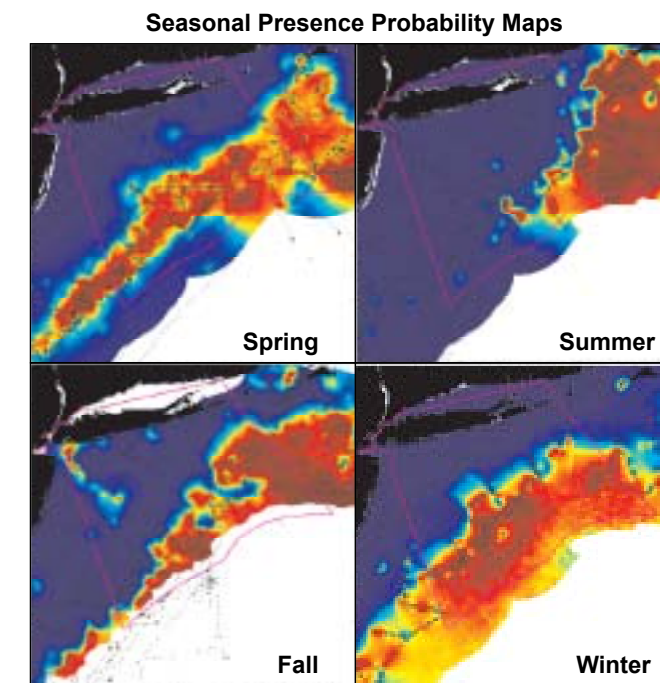 Seasonal Presence Probability Maps
Spring
Summer
Fall
Winter